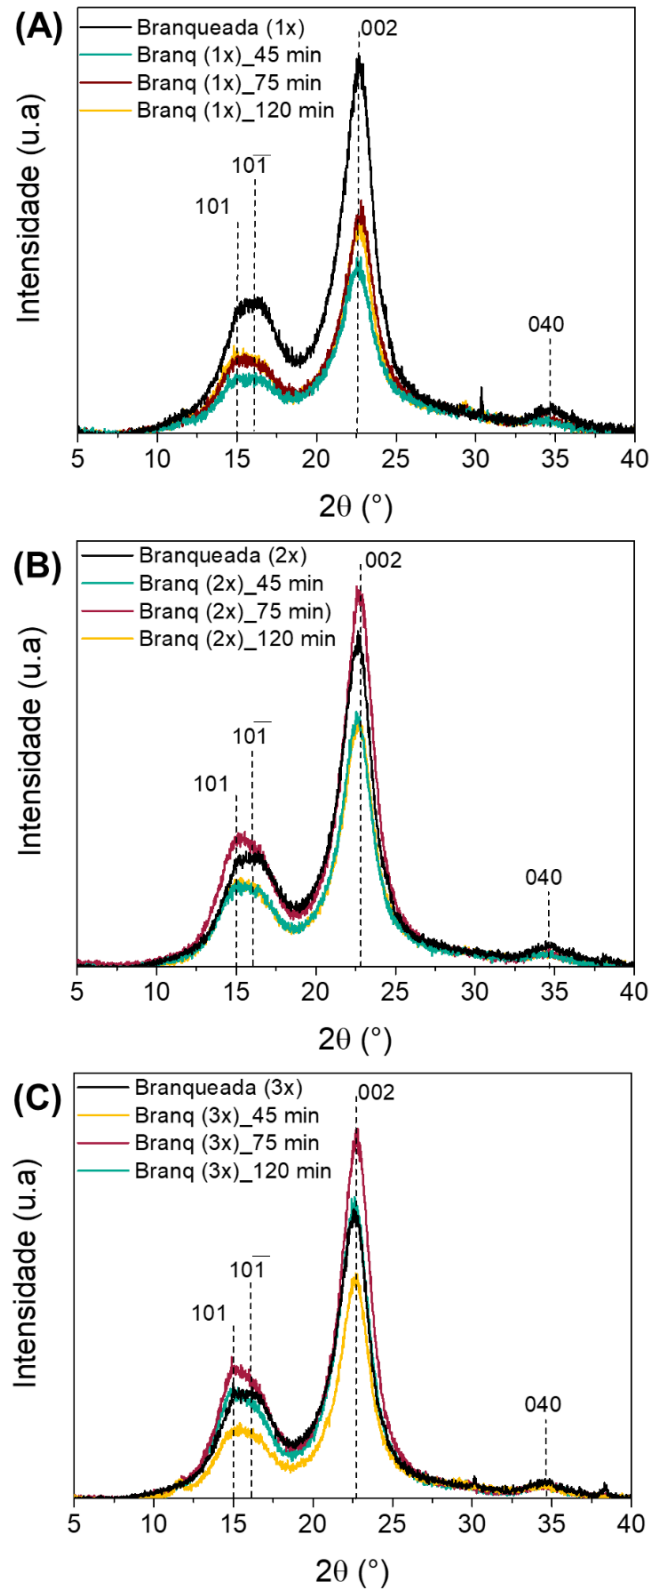 (A)
Branqueada (1x)
Branq (1x)_45 min
Branq (1x)_75 min
Branq (1x)_120 min
002
101
101̅
040
Intensidade (u.a)
5 10 15 20 25 30 35 40
2θ (°)
(B)
Branqueada (2x)
Branq (2x)_45 min
Branq (2x)_75 min)
Branq (2x)_120 min
002
101
101̅
040
Intensidade (u.a)
5 10 15 20 25 30 35 40
2θ (°)
(C)
Branqueada (3x)
Branq (3x)_45 min
Branq (3x)_75 min
Branq (3x)_120 min
002
101
101̅
040
Intensidade (u.a)
5 10 15 20 25 30 35 40
2θ (°)